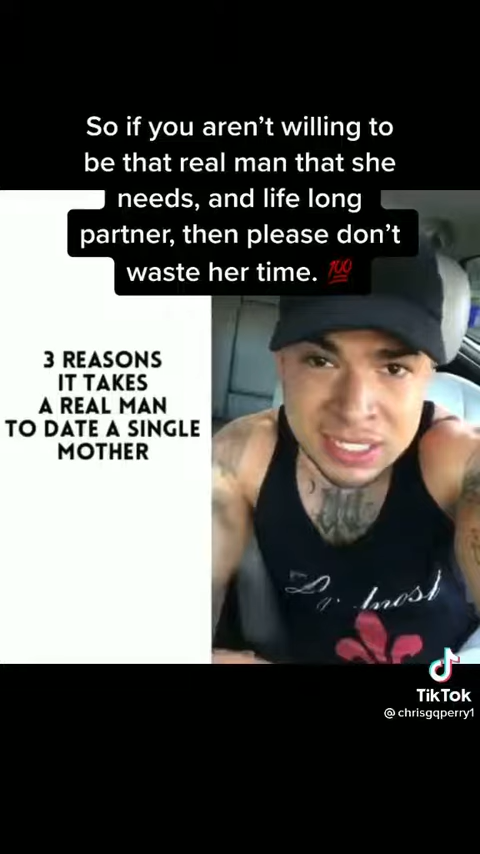 So if you aren’t willing to
be that real man that she
needs, and life long
partner, then please don’t
waste her time. 💯
3 REASONS
IT TAKES
A REAL MAN
TO DATE A SINGLE
MOTHER
TikTok
@chrisgqperry1